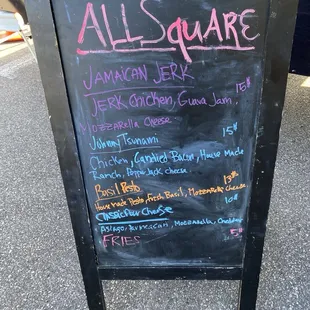 ALL SQUARE
JAMAICAN JERK 15
JERK Chicken, Guava Jam,
Mozzarella Cheese
Johnny Tsunami 15
Chicken, Candied Bacon, House Made
Ranch, Pepper Jack cheese
Basil Pesto 13
House made Pesto, Fresh Basil, Mozzarella Cheese
Cheese 10
Asiago, Parmesan, Mozzarella, Cheddar
FRIES 5